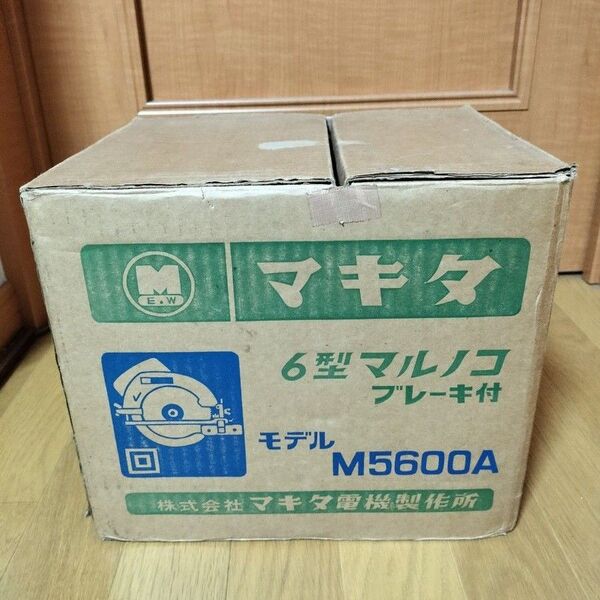 M
E.W
マキタ
6型マルノコ
ブレーキ付
モデル
M5600A
株式会社マキタ電機製作所